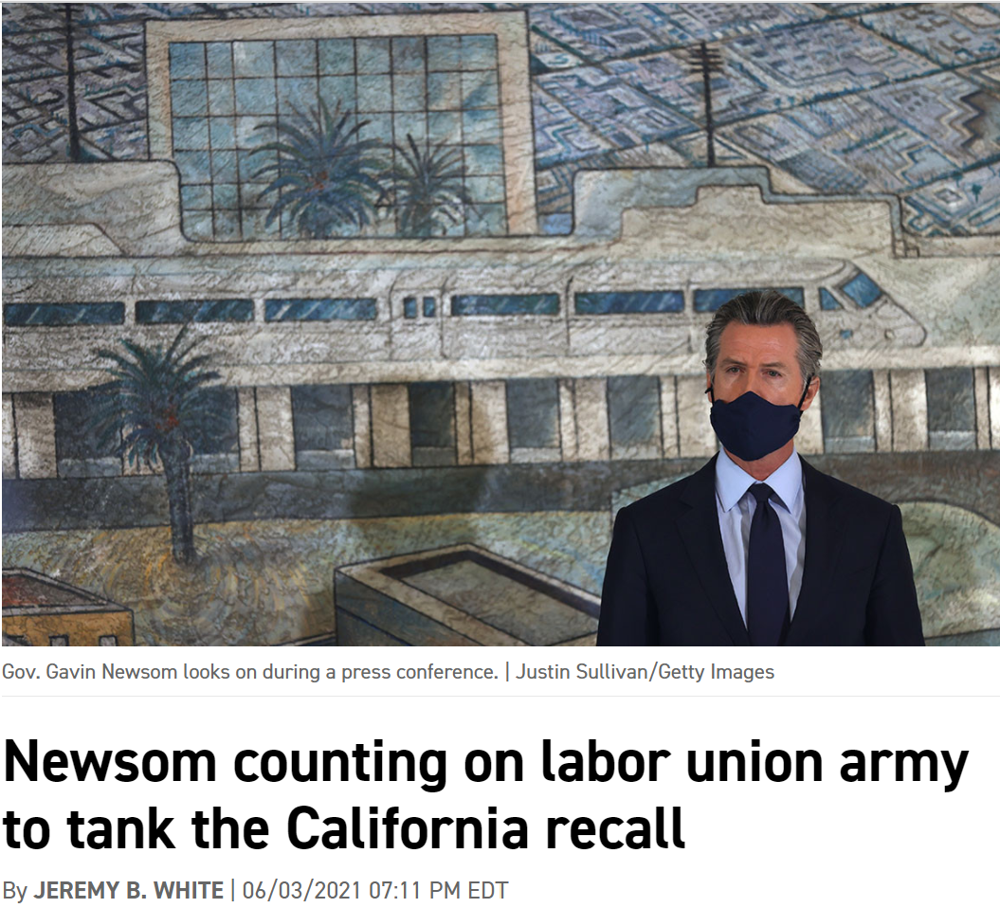 Gov. Gavin Newsom looks on during a press conference. | Justin Sullivan/Getty Images
Newsom counting on labor union army
to tank the California recall
By JEREMY B. WHITE | 06/03/2021 07:11 PM EDT